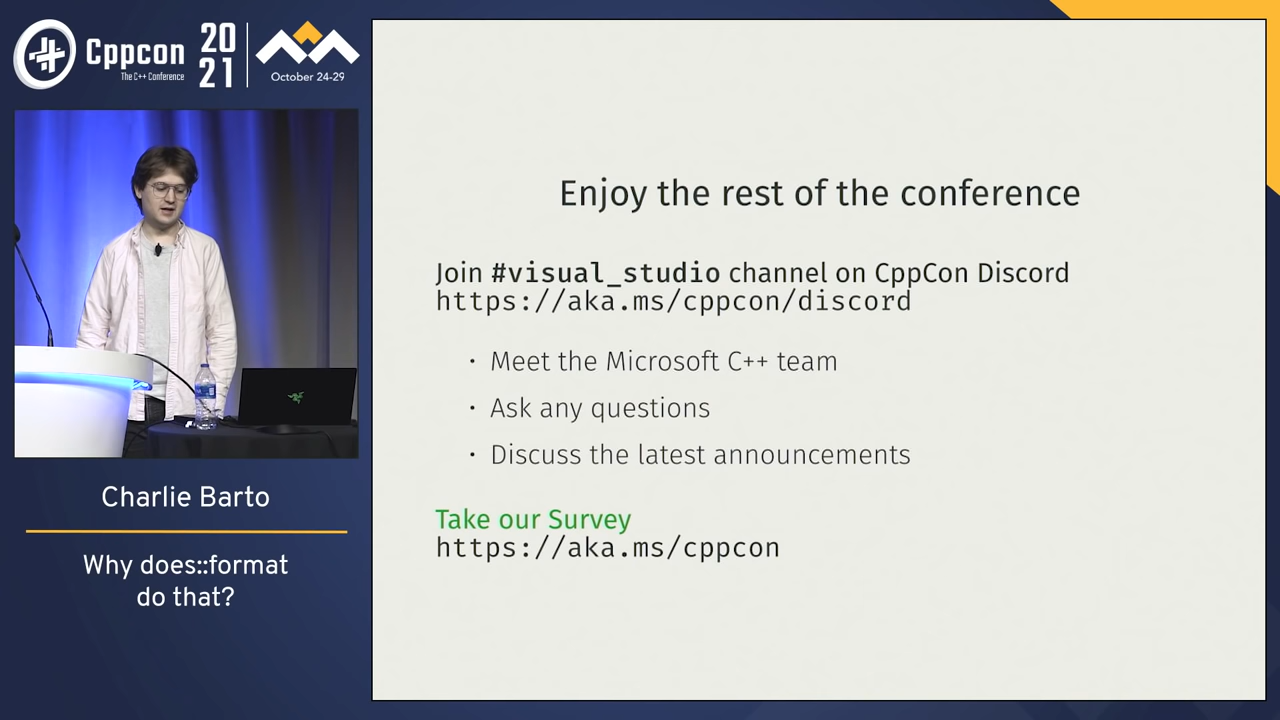 Cppcon
The C++ Conference
20
21
October 24-29
Charlie Barto
Why does::format
do that?
Enjoy the rest of the conference
Join #visual_studio channel on CppCon Discord
https://aka.ms/cppcon/discord
· Meet the Microsoft C++ team
· Ask any questions
· Discuss the latest announcements
Take our Survey
https://aka.ms/cppcon